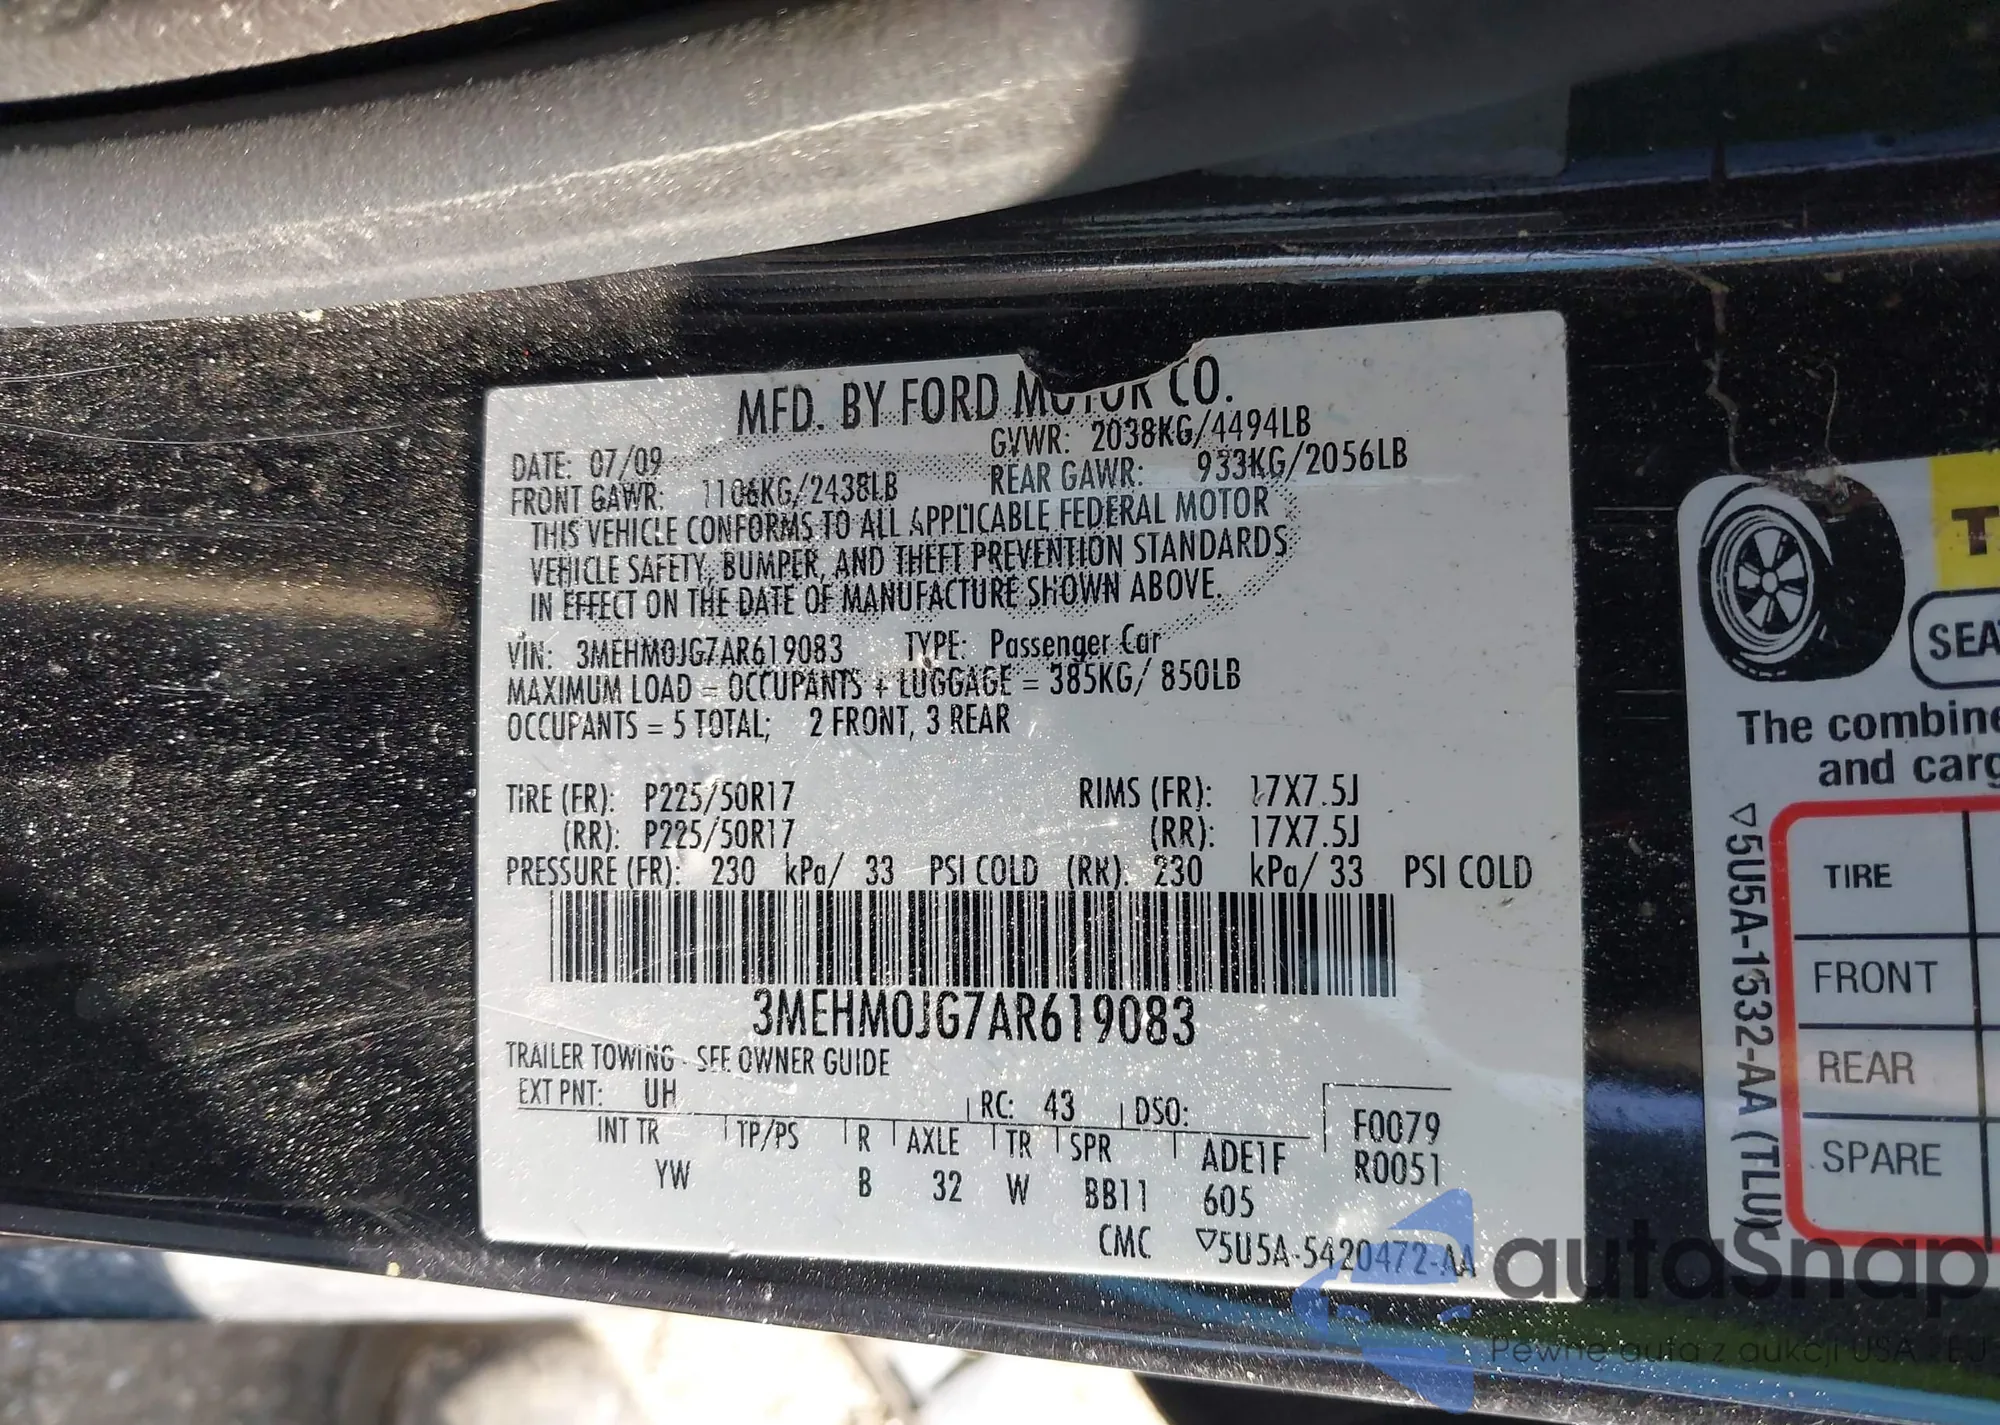 MFD. BY FORD MOTOR CO.
DATE: 07/09 GVWR: 2038KG/4494LB
FRONT GAWR: 1106KG/2438LB REAR GAWR: 933KG/2056LB
THIS VEHICLE CONFORMS TO ALL APPLICABLE FEDERAL MOTOR
VEHICLE SAFETY, BUMPER, AND THEFT PREVENTION STANDARDS
IN EFFECT ON THE DATE OF MANUFACTURE SHOWN ABOVE.
VIN: 3MEHM0JG7AR619083 TYPE: Passenger Car
MAXIMUM LOAD = OCCUPANTS + LUGGAGE = 385KG/ 850LB
OCCUPANTS = 5 TOTAL; 2 FRONT, 3 REAR
TIRE (FR): P225/50R17 RIMS (FR): 17X7.5J
(RR): P225/50R17 (RR): 17X7.5J
PRESSURE (FR): 230 kPa/ 33 PSI COLD (RR): 230 kPa/ 33 PSI COLD
3MEHM0JG7AR619083
TRAILER TOWING - SEE OWNER GUIDE
EXT PNT: UH RC: 43 DSO:
INT TR TP/PS R AXLE TR SPR ADE1F
YW B 32 W BB11 605
F0079
R0051
CMC ▽5U5A-5420472-AA
T
SEA
The combine
and carg
TIRE
FRONT
REAR
SPARE
▽5U5A-1532-AA (TLU)
autaSnap
Pewne auta z aukcji USA i EU